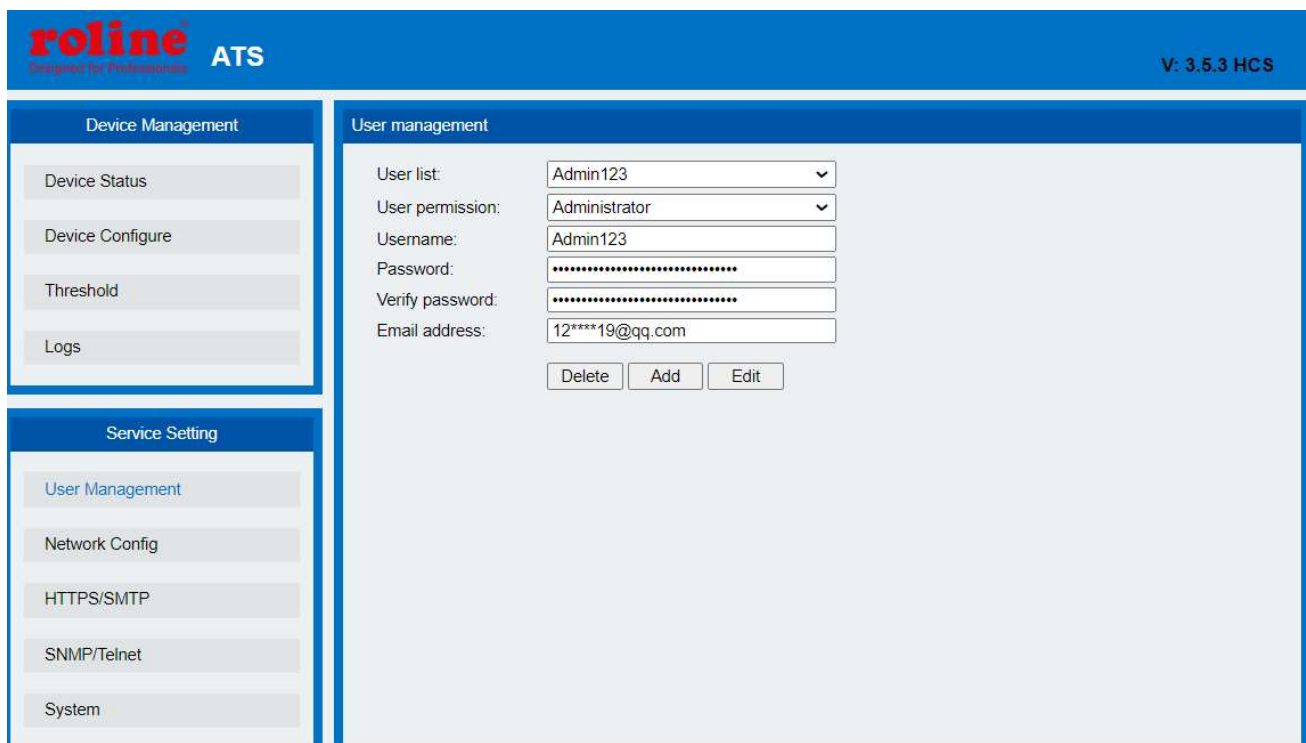 roline®
Designed for Professionals
ATS
V: 3.5.3 HCS
Device Management
Device Status
Device Configure
Threshold
Logs
Service Setting
User Management
Network Config
HTTPS/SMTP
SNMP/Telnet
System
User management
User list: Admin123
User permission: Administrator
Username: Admin123
Password: ••••••••••••••••••••••••••••••••
Verify password: ••••••••••••••••••••••••••••••••
Email address: 12****19@qq.com
Delete Add Edit